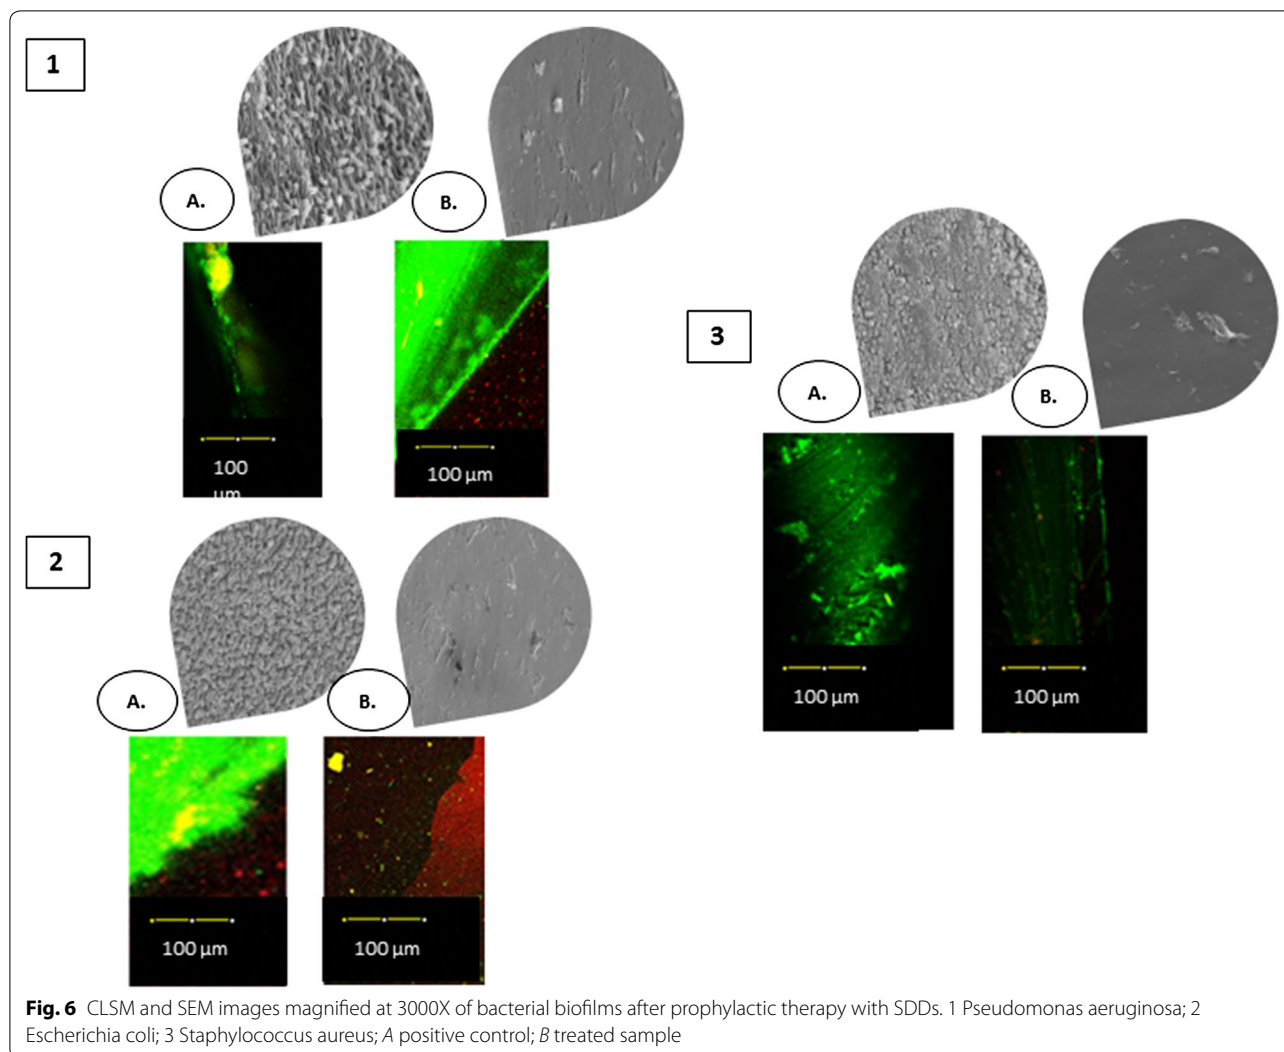 1
A.
B.
100
µm
100 µm
2
A.
B.
100 µm
100 µm
3
A.
B.
100 µm
100 µm
Fig. 6 CLSM and SEM images magnified at 3000X of bacterial biofilms after prophylactic therapy with SDDs. 1 Pseudomonas aeruginosa; 2
Escherichia coli; 3 Staphylococcus aureus; A positive control; B treated sample